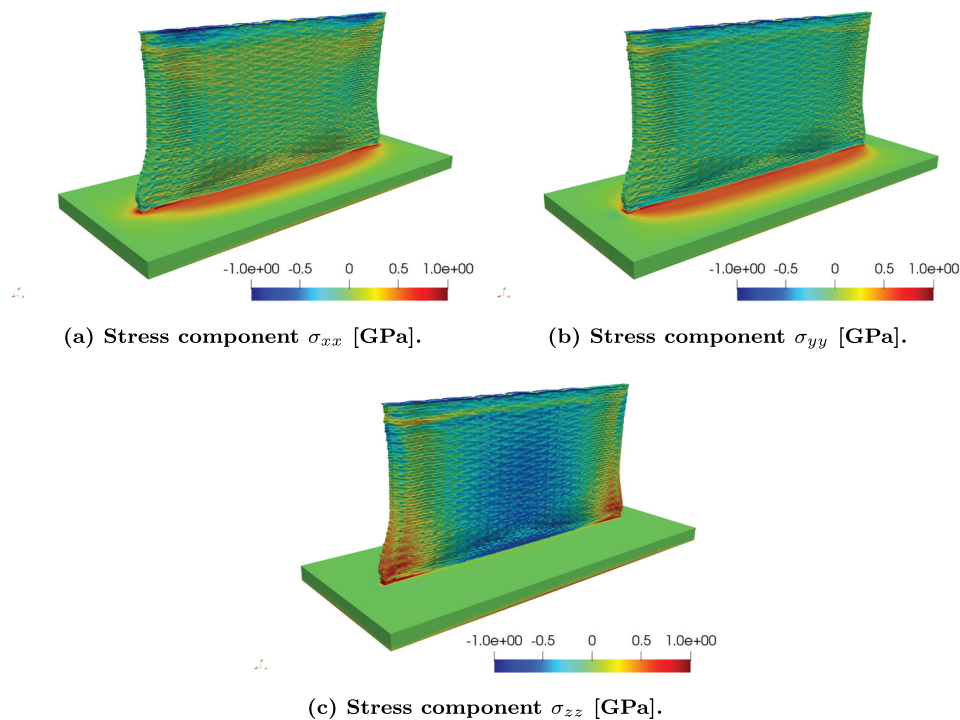 -1.0e+00 -0.5 0 0.5 1.0e+00
-1.0e+00 -0.5 0 0.5 1.0e+00
(a) Stress component σxx [GPa].
(b) Stress component σyy [GPa].
-1.0e+00 -0.5 0 0.5 1.0e+00
(c) Stress component σzz [GPa].